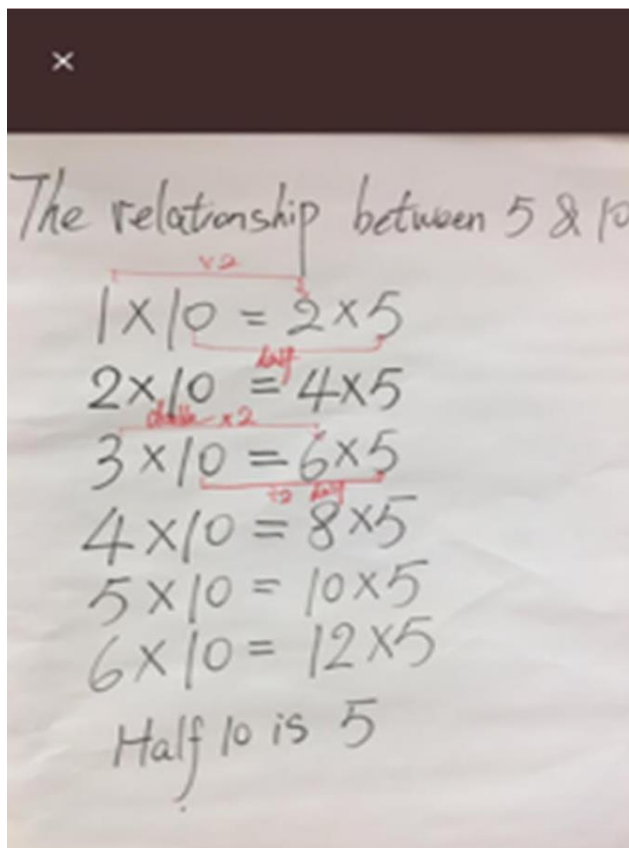 The relationship between 5 & 10
×2
1×10 = 2×5
half
2×10 = 4×5
double ×2
3×10 = 6×5
÷2 half
4×10 = 8×5
5×10 = 10×5
6×10 = 12×5
Half 10 is 5